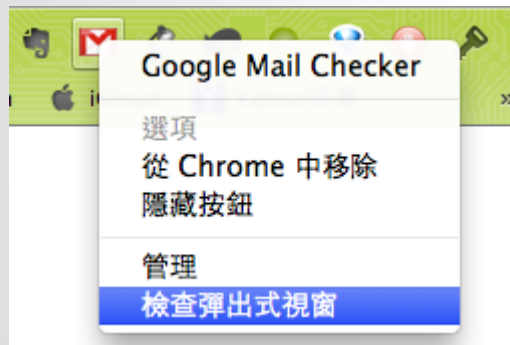 Google Mail Checker
選項
從 Chrome 中移除
隱藏按鈕
管理
檢查彈出式視窗